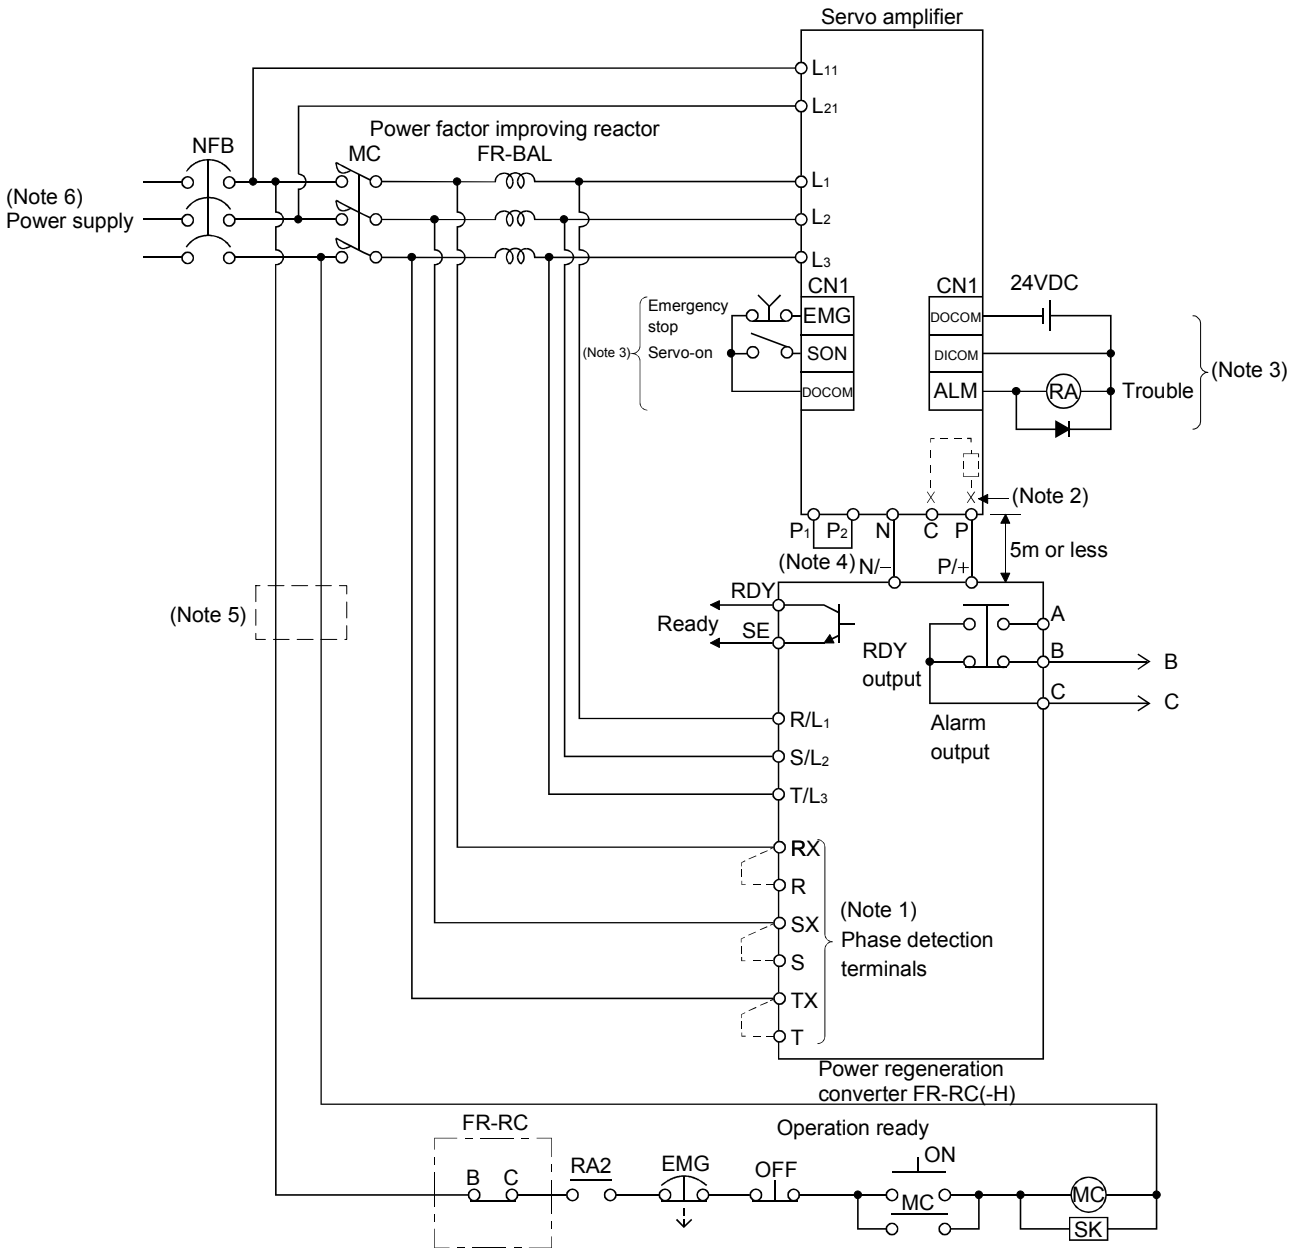 Servo amplifier
L11
L21
Power factor improving reactor
NFB
MC
FR-BAL
(Note 6)
Power supply
L1
L2
L3
CN1
CN1
24VDC
Emergency
stop
EMG
DOCOM
(Note 3)
Servo-on
SON
DICOM
(Note 3)
DOCOM
ALM
RA
Trouble
(Note 2)
P1
P2
N
C
P
(Note 4)
N/−
P/+
5m or less
(Note 5)
RDY
Ready
SE
A
RDY
output
B
B
C
C
Alarm
output
R/L1
S/L2
T/L3
RX
R
(Note 1)
SX
Phase detection
S
terminals
TX
T
Power regeneration
converter FR-RC(-H)
FR-RC
Operation ready
B
C
RA2
EMG
OFF
ON
MC
MC
SK